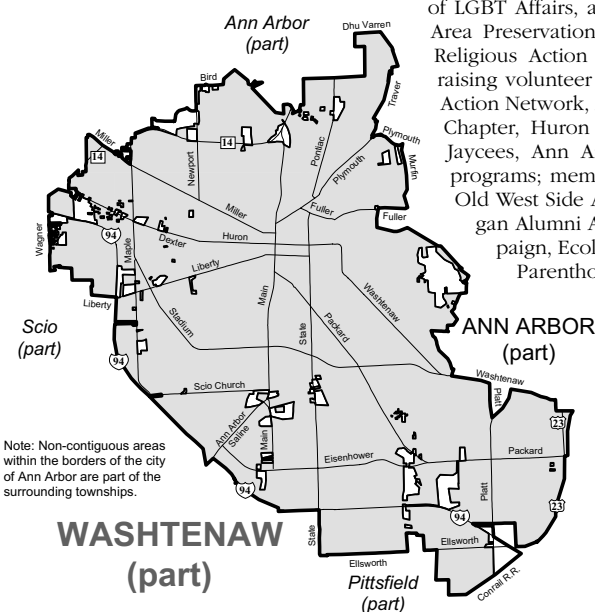 of LGBT Affairs, a
Area Preservation
Religious Action
raising volunteer
Action Network,
Chapter, Huron
Jaycees, Ann A
programs; mem
Old West Side A
gan Alumni A
paign, Ecol
Parentho
Ann Arbor
(part)
Dhu Varren
Bird
Traver
Plymouth
Miller
14
14
Newport
Pontiac
Plymouth
Murfin
Miller
Fuller
Fuller
Wagner
94
Maple
Dexter
Huron
Liberty
Main
State
Packard
Washtenaw
Liberty
Stadium
Scio
(part)
94
ANN ARBOR
(part)
Washtenaw
Platt
Scio Church
23
Ann Arbor
Saline
Main
Note: Non-contiguous areas
within the borders of the city
of Ann Arbor are part of the
surrounding townships.
Eisenhower
Packard
Platt
94
23
94
WASHTENAW
(part)
State
Ellsworth
Ellsworth
Conrail R.R.
Pittsfield
(part)